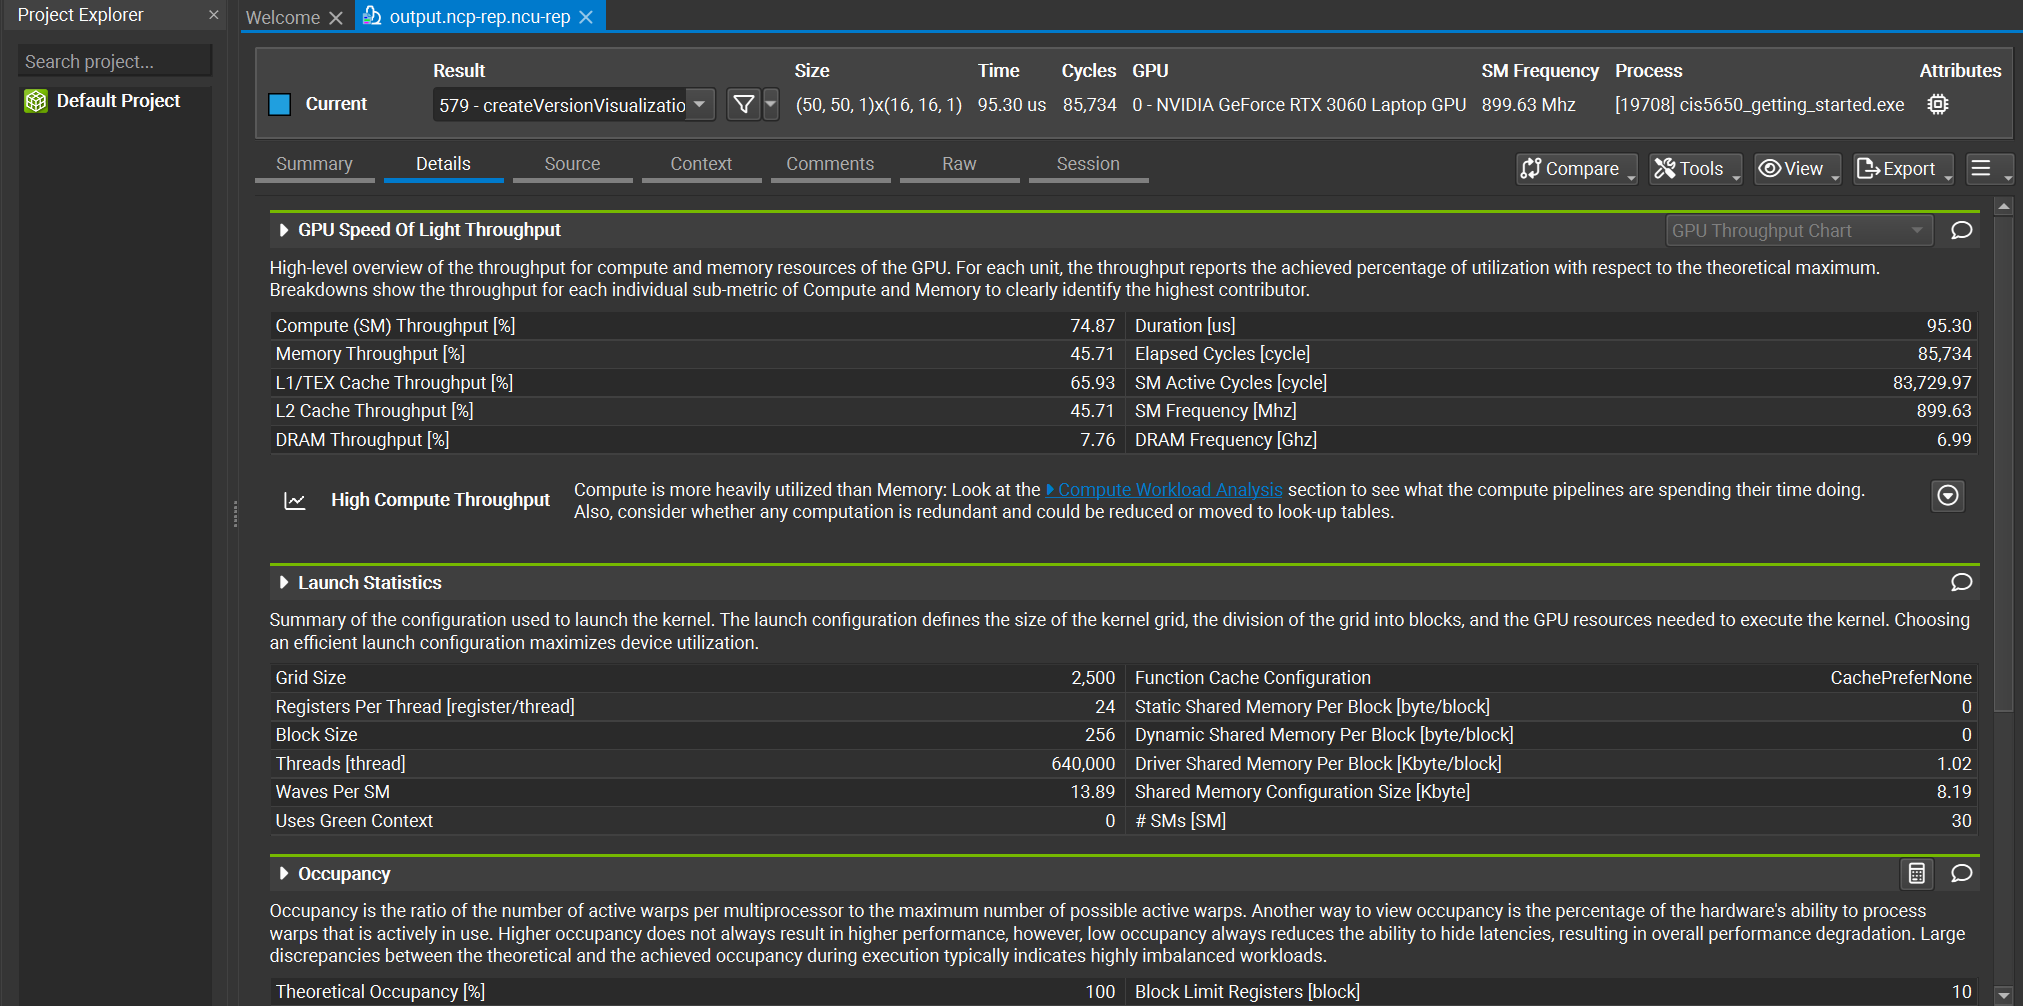 Project Explorer
Search project...
Default Project
Welcome
output.ncp-rep.ncu-rep
Result Size Time Cycles GPU SM Frequency Process Attributes
Current 579 - createVersionVisualizatio (50, 50, 1)x(16, 16, 1) 95.30 us 85,734 0 - NVIDIA GeForce RTX 3060 Laptop GPU 899.63 Mhz [19708] cis5650_getting_started.exe
Summary Details Source Context Comments Raw Session Compare Tools View Export
GPU Speed Of Light Throughput GPU Throughput Chart
High-level overview of the throughput for compute and memory resources of the GPU. For each unit, the throughput reports the achieved percentage of utilization with respect to the theoretical maximum.
Breakdowns show the throughput for each individual sub-metric of Compute and Memory to clearly identify the highest contributor.
Compute (SM) Throughput [%] 74.87 Duration [us] 95.30
Memory Throughput [%] 45.71 Elapsed Cycles [cycle] 85,734
L1/TEX Cache Throughput [%] 65.93 SM Active Cycles [cycle] 83,729.97
L2 Cache Throughput [%] 45.71 SM Frequency [Mhz] 899.63
DRAM Throughput [%] 7.76 DRAM Frequency [Ghz] 6.99
High Compute Throughput
Compute is more heavily utilized than Memory: Look at the Compute Workload Analysis section to see what the compute pipelines are spending their time doing.
Also, consider whether any computation is redundant and could be reduced or moved to look-up tables.
Launch Statistics
Summary of the configuration used to launch the kernel. The launch configuration defines the size of the kernel grid, the division of the grid into blocks, and the GPU resources needed to execute the kernel. Choosing
an efficient launch configuration maximizes device utilization.
Grid Size 2,500 Function Cache Configuration CachePreferNone
Registers Per Thread [register/thread] 24 Static Shared Memory Per Block [byte/block] 0
Block Size 256 Dynamic Shared Memory Per Block [byte/block] 0
Threads [thread] 640,000 Driver Shared Memory Per Block [Kbyte/block] 1.02
Waves Per SM 13.89 Shared Memory Configuration Size [Kbyte] 8.19
Uses Green Context 0 # SMs [SM] 30
Occupancy
Occupancy is the ratio of the number of active warps per multiprocessor to the maximum number of possible active warps. Another way to view occupancy is the percentage of the hardware's ability to process
warps that is actively in use. Higher occupancy does not always result in higher performance, however, low occupancy always reduces the ability to hide latencies, resulting in overall performance degradation. Large
discrepancies between the theoretical and the achieved occupancy during execution typically indicates highly imbalanced workloads.
Theoretical Occupancy [%] 100 Block Limit Registers [block] 10